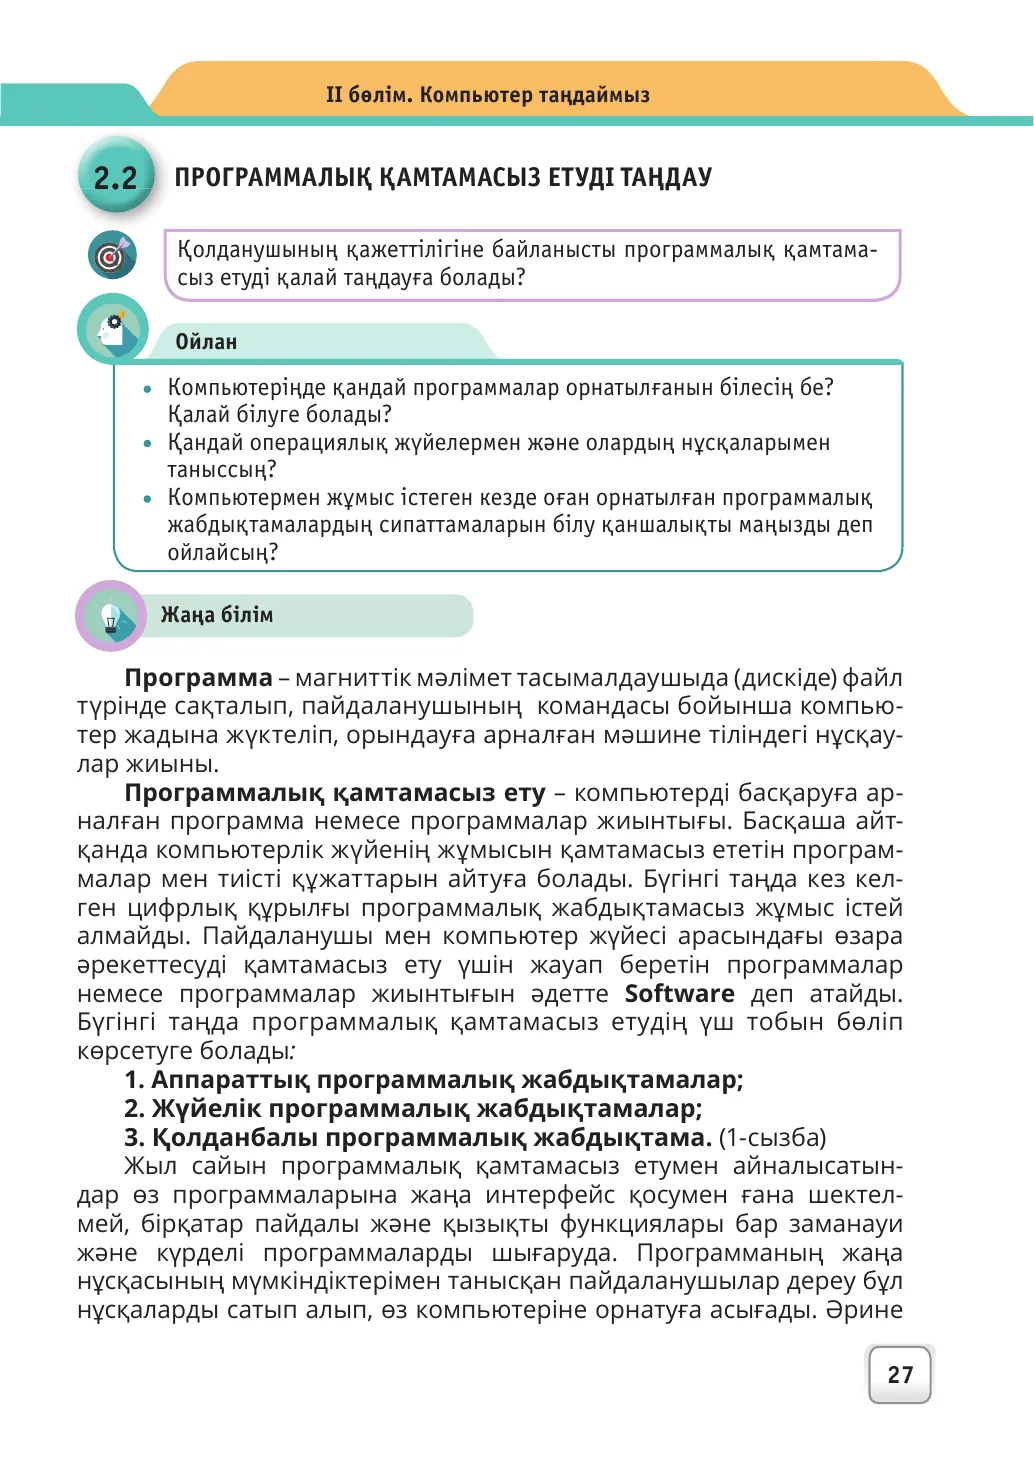 II бөлім. Компьютер таңдаймыз
2.2
ПРОГРАММАЛЫҚ ҚАМТАМАСЫЗ ЕТУДІ ТАҢДАУ
Қолданушының қажеттілігіне байланысты программалық қамтама-
сыз етуді қалай таңдауға болады?
Ойлан
• Компьютеріңде қандай программалар орнатылғанын білесің бе?
Қалай білуге болады?
• Қандай операциялық жүйелермен және олардың нұсқаларымен
таныссың?
• Компьютермен жұмыс істеген кезде оған орнатылған программалық
жабдықтамалардың сипаттамаларын білу қаншалықты маңызды деп
ойлайсың?
Жаңа білім
Программа – магниттік мәлімет тасымалдаушыда (дискіде) файл
түрінде сақталып, пайдаланушының командасы бойынша компью-
тер жадына жүктеліп, орындауға арналған мәшине тіліндегі нұсқау-
лар жиыны.
Программалық қамтамасыз ету – компьютерді басқаруға ар-
налған программа немесе программалар жиынтығы. Басқаша айт-
қанда компьютерлік жүйенің жұмысын қамтамасыз ететін програм-
малар мен тиісті құжаттарын айтуға болады. Бүгінгі таңда кез кел-
ген цифрлық құрылғы программалық жабдықтамасыз жұмыс істей
алмайды. Пайдаланушы мен компьютер жүйесі арасындағы өзара
әрекеттесуді қамтамасыз ету үшін жауап беретін программалар
немесе программалар жиынтығын әдетте Software деп атайды.
Бүгінгі таңда программалық қамтамасыз етудің үш тобын бөліп
көрсетуге болады:
1. Аппараттық программалық жабдықтамалар;
2. Жүйелік программалық жабдықтамалар;
3. Қолданбалы программалық жабдықтама. (1-сызба)
Жыл сайын программалық қамтамасыз етумен айналысатын-
дар өз программаларына жаңа интерфейс қосумен ғана шектел-
мей, бірқатар пайдалы және қызықты функциялары бар заманауи
және күрделі программаларды шығаруда. Программаның жаңа
нұсқасының мүмкіндіктерімен танысқан пайдаланушылар дереу бұл
нұсқаларды сатып алып, өз компьютеріне орнатуға асығады. Әрине
27